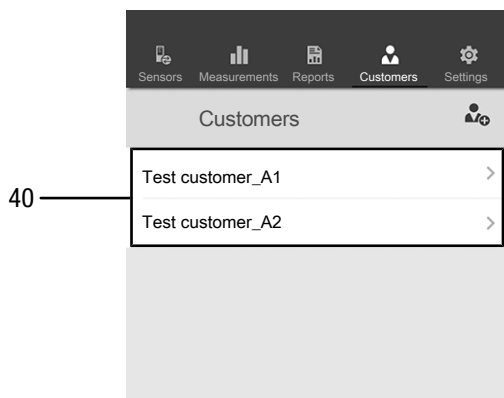 Sensors Measurements Reports Customers Settings
Customers
Test customer_A1
40
Test customer_A2